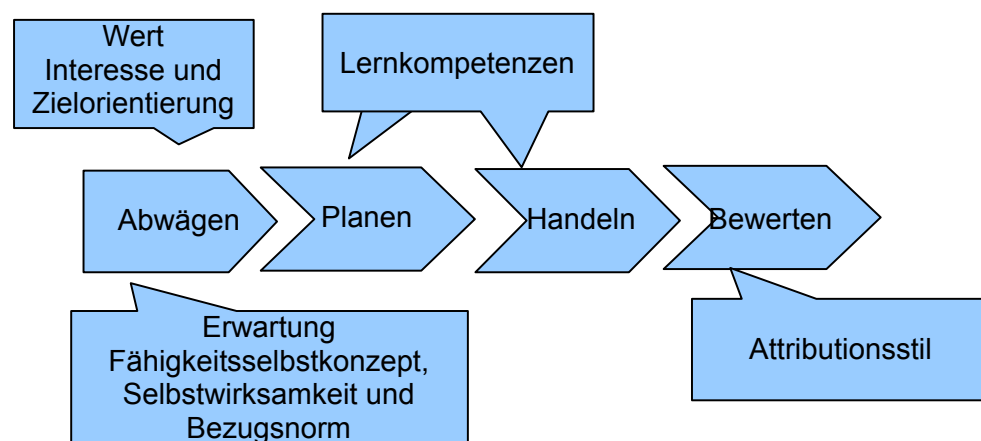 Wert
Interesse und
Zielorientierung
Lernkompetenzen
Abwägen
Planen
Handeln
Bewerten
Erwartung
Fähigkeitsselbstkonzept,
Selbstwirksamkeit und
Bezugsnorm
Attributionsstil